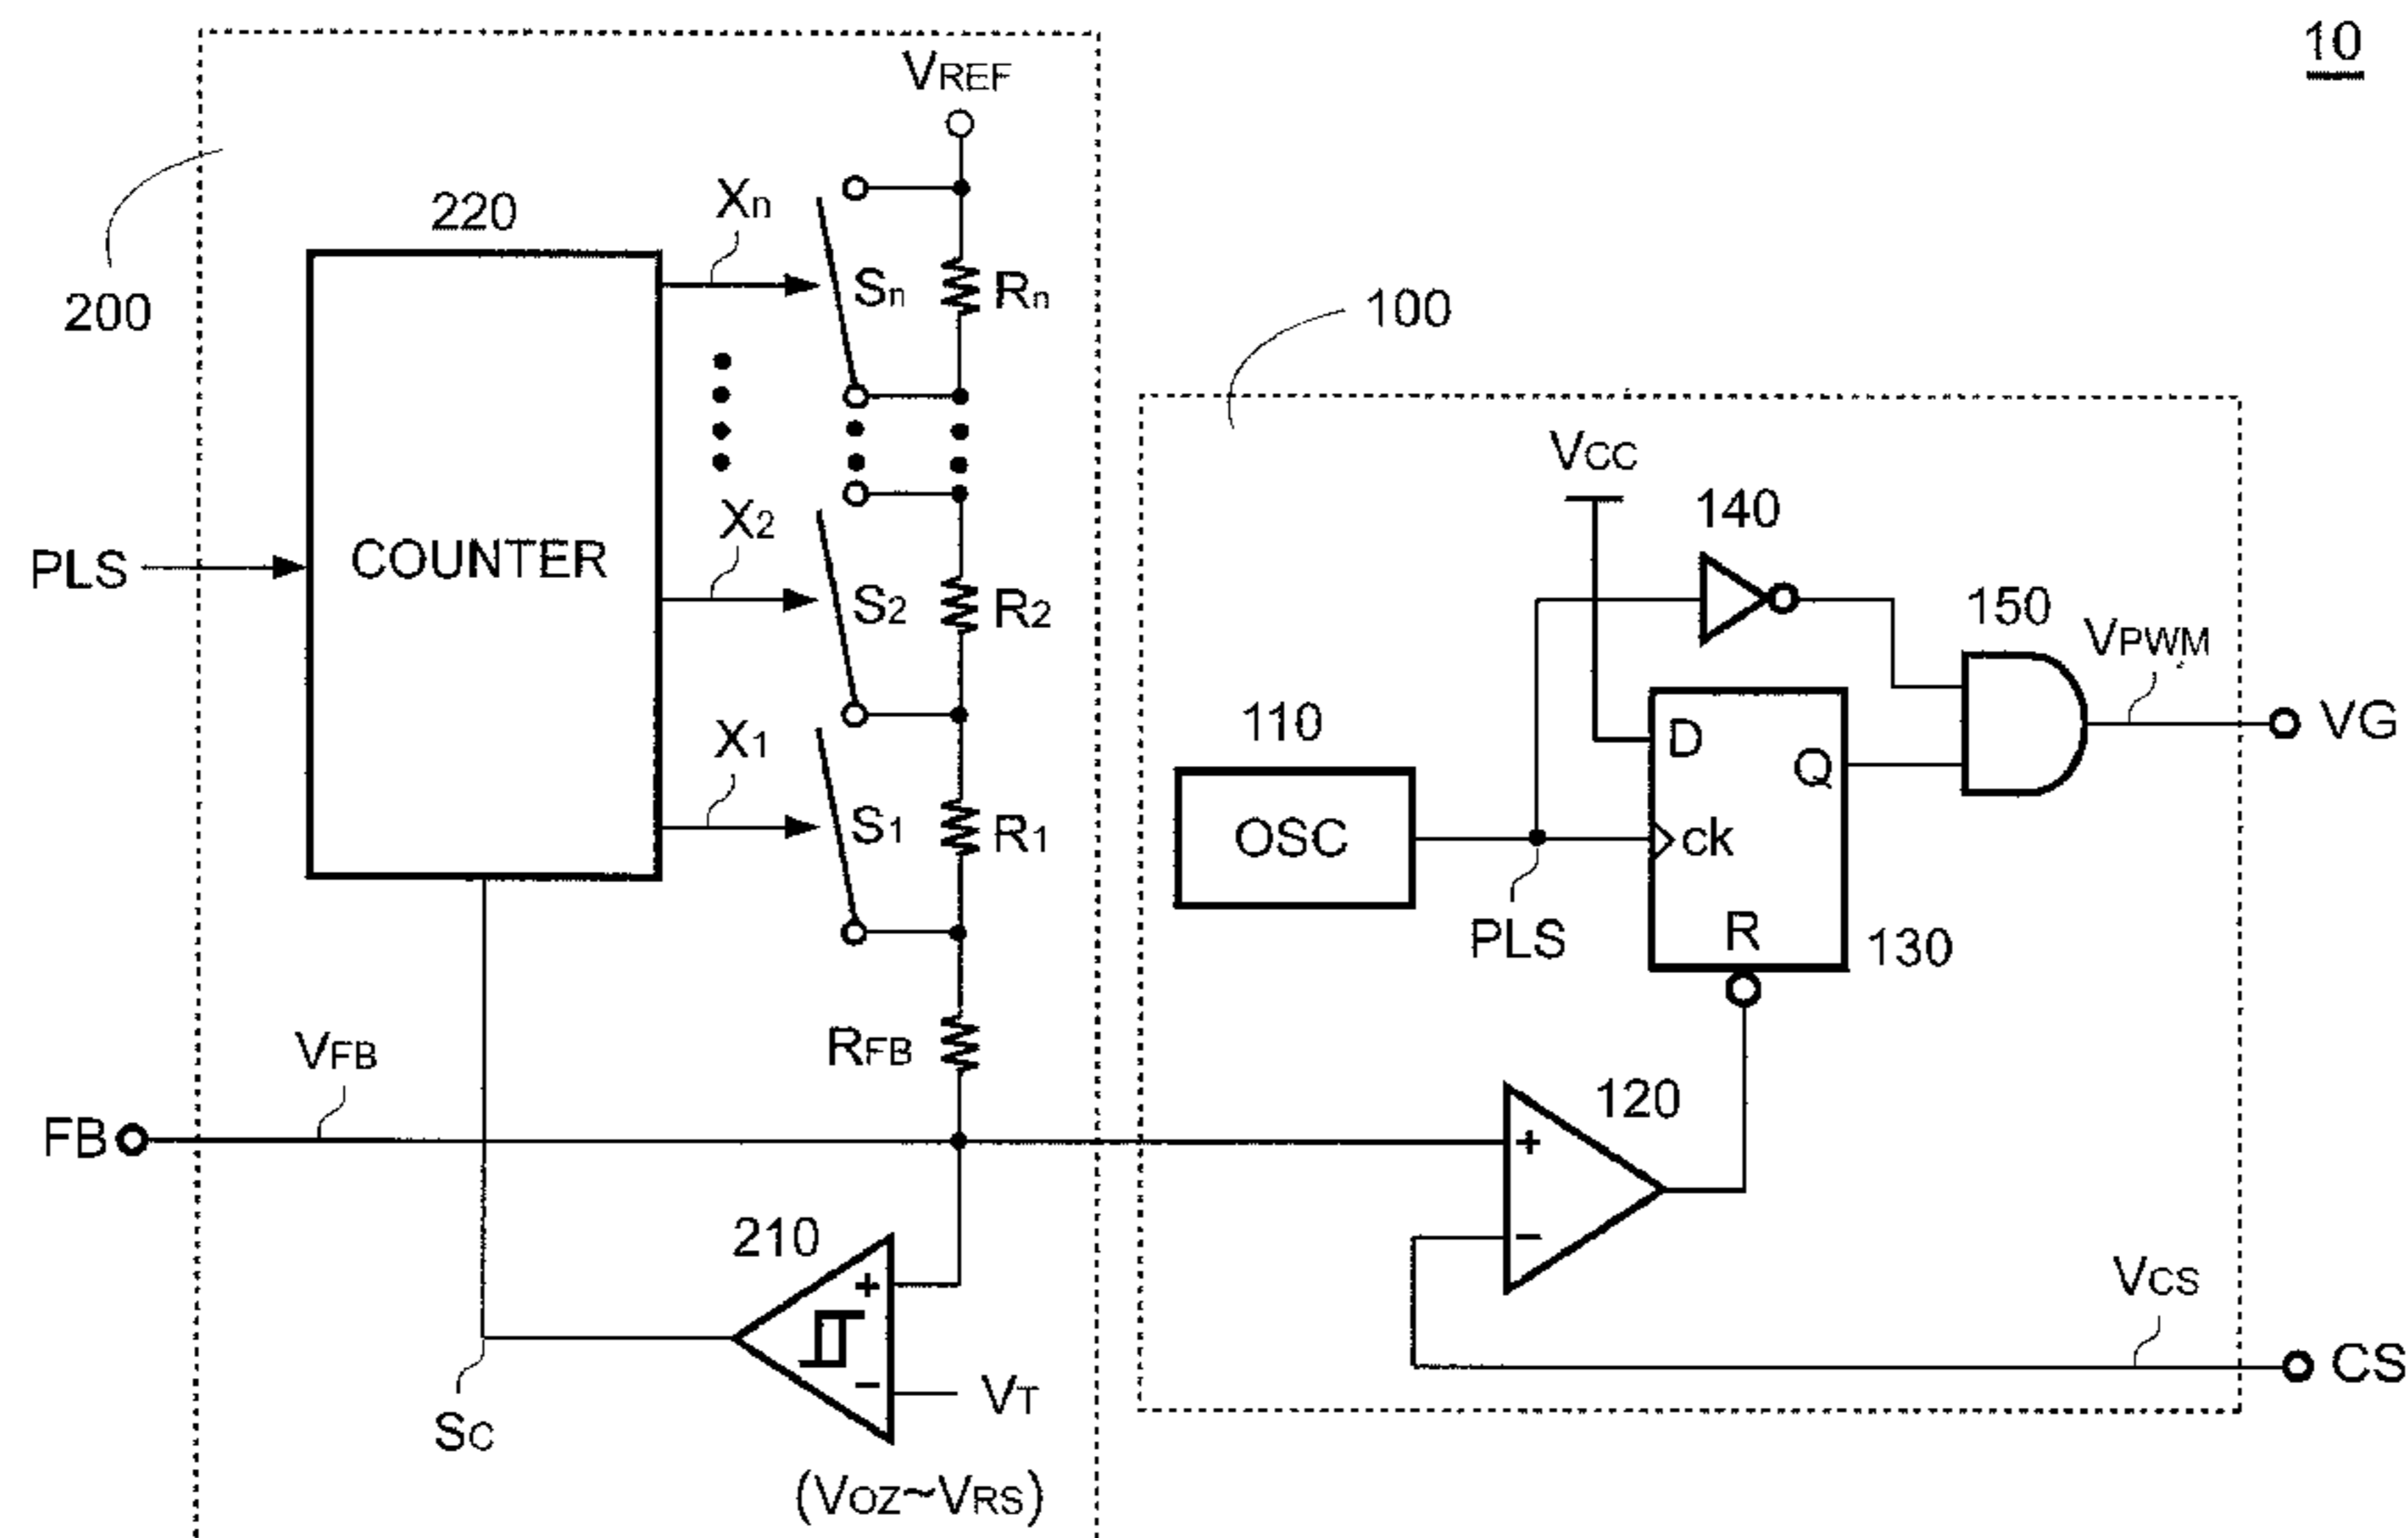 10
VREF
Xn
220
Sn
Rn
200
100
VCC
X2
140
PLS
COUNTER
S2
R2
150
VPWM
X1
110
D
Q
VG
S1
R1
OSC
ck
PLS
R
130
VFB
RFB
120
FB
+
210
+
−
VCS
−
VT
CS
SC
(VOZ~VRS)